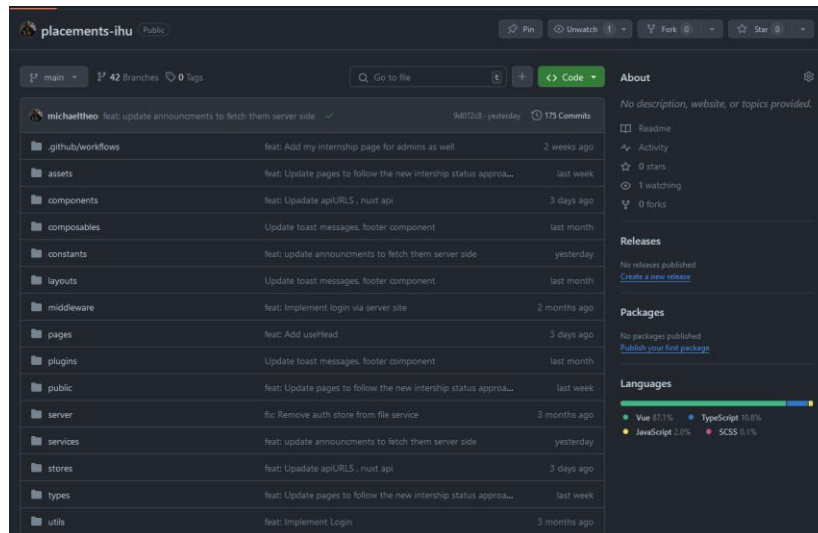 placements-ihu Public
Pin Unwatch 1 Fork 0 Star 0
main 42 Branches 0 Tags Go to file t + <> Code
michaeltheo feat: update announcments to fetch them server side 9d072c8 · yesterday 175 Commits
.github/workflows feat: Add my internship page for admins as well 2 weeks ago
assets feat: Update pages to follow the new intership status approa... last week
components feat: Upadate apiURLS , nuxt api 3 days ago
composables Update toast messages, footer component last month
constants feat: update announcments to fetch them server side yesterday
layouts Update toast messages, footer component last month
middleware feat: Implement login via server site 2 months ago
pages feat: Add useHead 3 days ago
plugins Update toast messages, footer component last month
public feat: Update pages to follow the new intership status approa... last week
server fix: Remove auth store from file service 3 months ago
services feat: update announcments to fetch them server side yesterday
stores feat: Upadate apiURLS , nuxt api 3 days ago
types feat: Update pages to follow the new intership status approa... last week
utils feat: Implement Login 3 months ago
About
No description, website, or topics provided.
Readme
Activity
0 stars
1 watching
0 forks
Releases
No releases published
Create a new release
Packages
No packages published
Publish your first package
Languages
Vue 87.1% TypeScript 10.8%
JavaScript 2.0% SCSS 0.1%